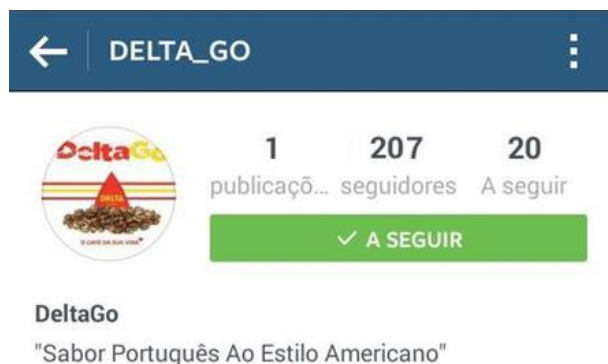 DELTA_GO
DeltaGo
DELTA
O CAFÉ DA SUA VIDA
1 207 20
publicaçõ... seguidores A seguir
✓ A SEGUIR
DeltaGo
"Sabor Português Ao Estilo Americano"